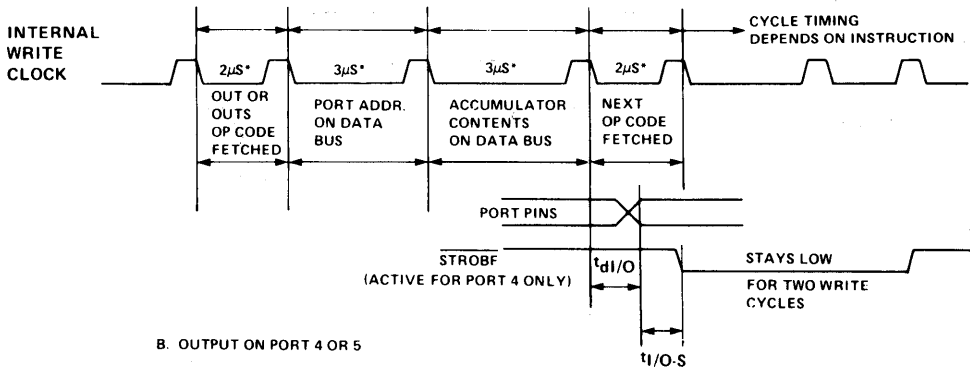 INTERNAL
WRITE
CLOCK
2μS*
3μS*
3μS*
2μS*
CYCLE TIMING
DEPENDS ON INSTRUCTION
OUT OR
OUTS
OP CODE
FETCHED
PORT ADDR.
ON DATA
BUS
ACCUMULATOR
CONTENTS
ON DATA BUS
NEXT
OP CODE
FETCHED
PORT PINS
STROBF
(ACTIVE FOR PORT 4 ONLY)
tdI/O
STAYS LOW
FOR TWO WRITE
CYCLES
tI/O-S
B. OUTPUT ON PORT 4 OR 5